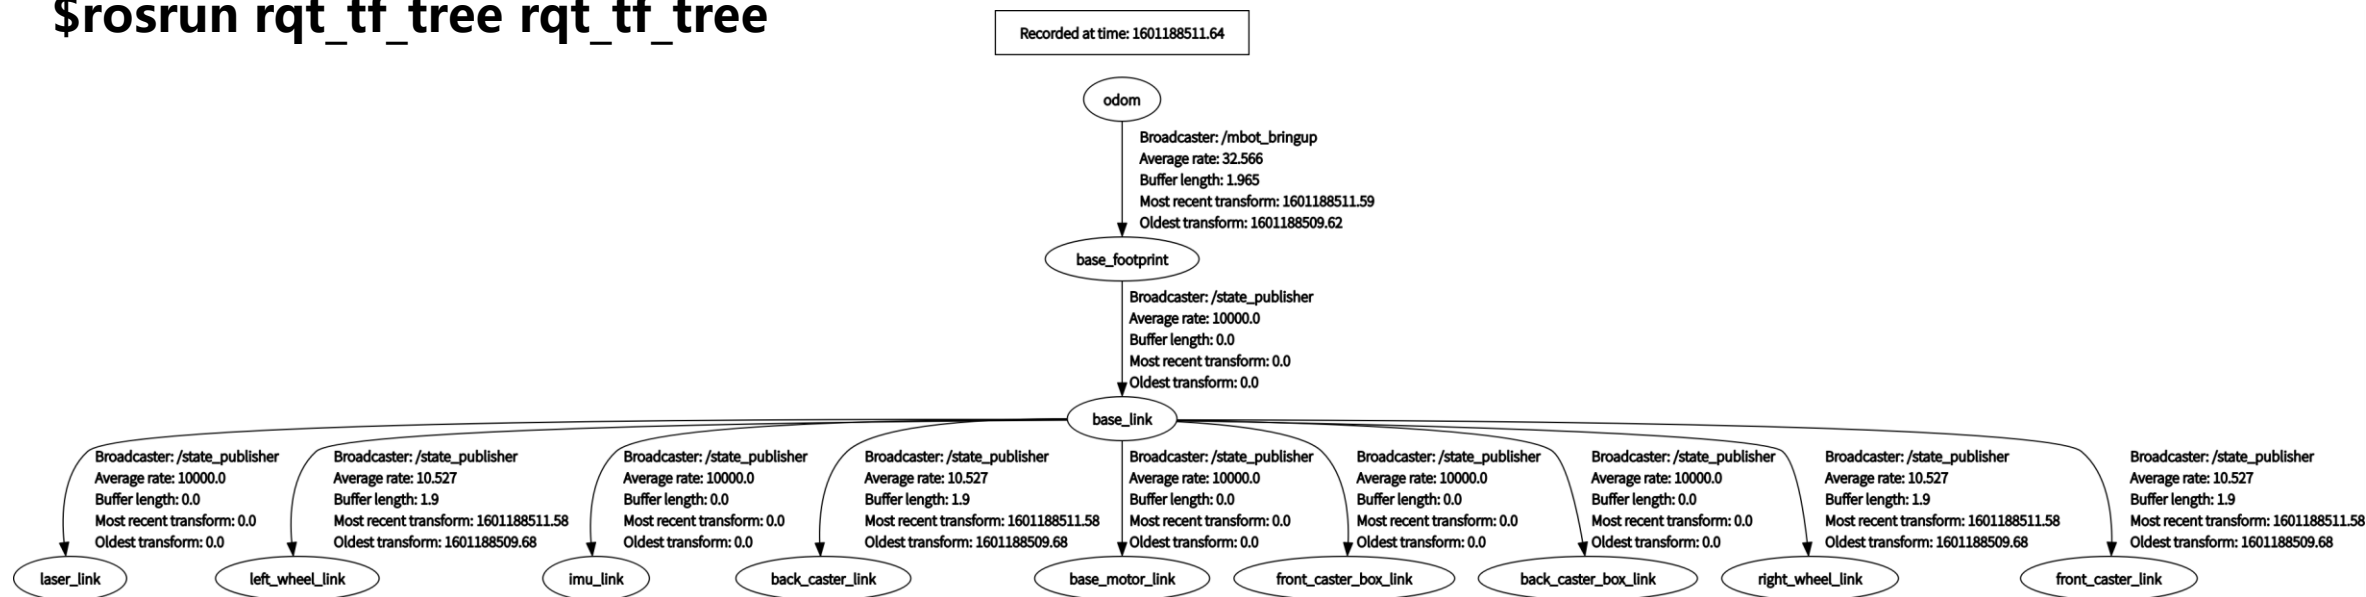 $rosrun rqt_tf_tree rqt_tf_tree
Recorded at time: 1601188511.64
odom
Broadcaster: /mbot_bringup
Average rate: 32.566
Buffer length: 1.965
Most recent transform: 1601188511.59
Oldest transform: 1601188509.62
base_footprint
Broadcaster: /state_publisher
Average rate: 10000.0
Buffer length: 0.0
Most recent transform: 0.0
Oldest transform: 0.0
base_link
Broadcaster: /state_publisher
Average rate: 10000.0
Buffer length: 0.0
Most recent transform: 0.0
Oldest transform: 0.0
laser_link
Broadcaster: /state_publisher
Average rate: 10.527
Buffer length: 1.9
Most recent transform: 1601188511.58
Oldest transform: 1601188509.68
left_wheel_link
Broadcaster: /state_publisher
Average rate: 10000.0
Buffer length: 0.0
Most recent transform: 0.0
Oldest transform: 0.0
imu_link
Broadcaster: /state_publisher
Average rate: 10.527
Buffer length: 1.9
Most recent transform: 1601188511.58
Oldest transform: 1601188509.68
back_caster_link
Broadcaster: /state_publisher
Average rate: 10000.0
Buffer length: 0.0
Most recent transform: 0.0
Oldest transform: 0.0
base_motor_link
Broadcaster: /state_publisher
Average rate: 10000.0
Buffer length: 0.0
Most recent transform: 0.0
Oldest transform: 0.0
front_caster_box_link
Broadcaster: /state_publisher
Average rate: 10000.0
Buffer length: 0.0
Most recent transform: 0.0
Oldest transform: 0.0
back_caster_box_link
Broadcaster: /state_publisher
Average rate: 10.527
Buffer length: 1.9
Most recent transform: 1601188511.58
Oldest transform: 1601188509.68
right_wheel_link
Broadcaster: /state_publisher
Average rate: 10.527
Buffer length: 1.9
Most recent transform: 1601188511.58
Oldest transform: 1601188509.68
front_caster_link